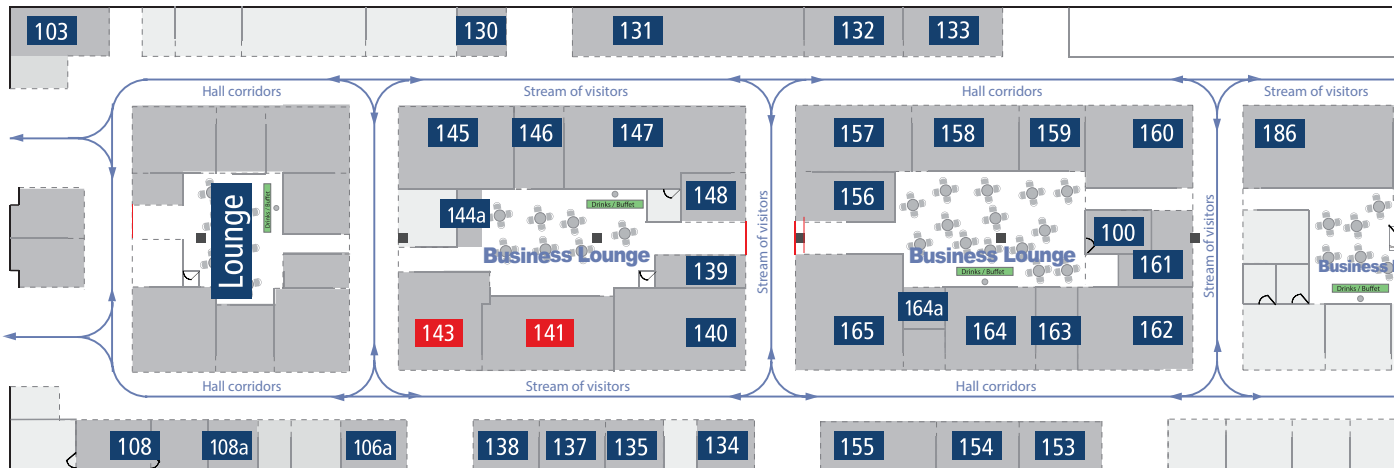 103
130
131
132
133
Hall corridors
Stream of visitors
Hall corridors
Stream of visitors
145
146
147
157
158
159
160
186
Lounge
Drinks / Buffet
144a
148
Drinks / Buffet
156
Business Lounge
Stream of visitors
100
Business Lounge
Stream of visitors
Business
139
161
Drinks / Buffet
Drinks / Buffet
143
141
140
165
164a
164
163
162
Hall corridors
Stream of visitors
Hall corridors
108
108a
106a
138
137
135
134
155
154
153